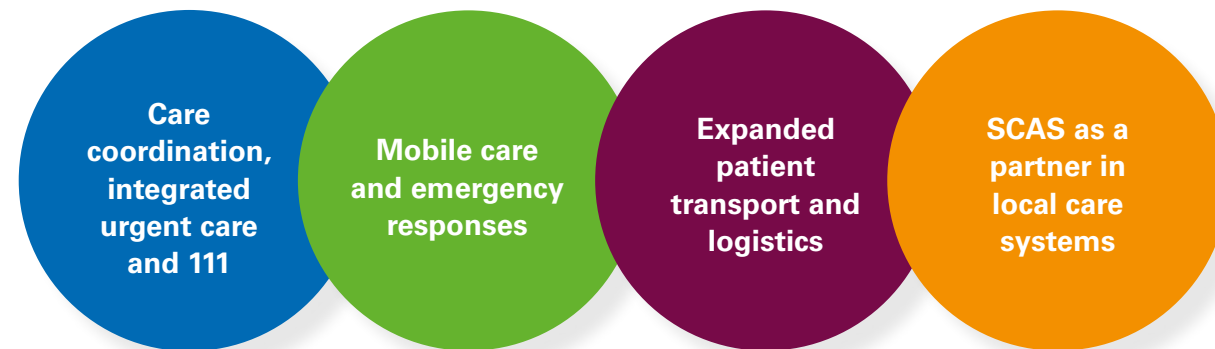 Care
coordination,
integrated
urgent care
and 111
Mobile care
and emergency
responses
Expanded
patient
transport and
logistics
SCAS as a
partner in
local care
systems